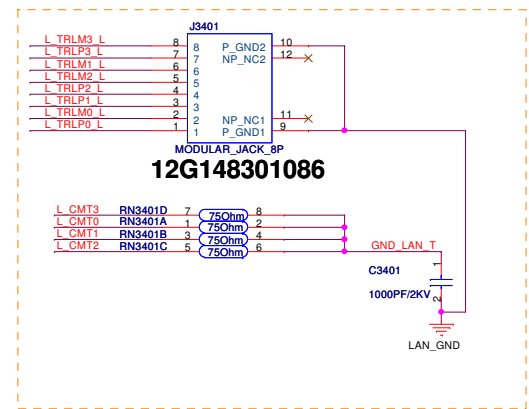 J3401
L_TRLM3_L 8 8 P_GND2 10
L_TRLP3_L 7 7 NP_NC2 12
L_TRLM1_L 6 6
L_TRLM2_L 5 5
L_TRLP2_L 4 4
L_TRLP1_L 3 3
L_TRLM0_L 2 2 NP_NC1 11
L_TRLP0_L 1 1 P_GND1 9
MODULAR_JACK_8P
12G148301086
L_CMT3 RN3401D 7 75Ohm 8
L_CMT0 RN3401A 1 75Ohm 2
L_CMT1 RN3401B 3 75Ohm 4
L_CMT2 RN3401C 5 75Ohm 6
GND_LAN_T
1
C3401
1000PF/2KV
2
LAN_GND